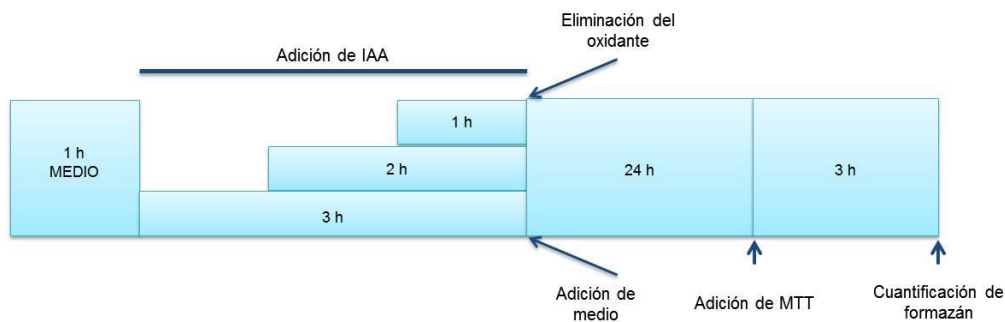 Eliminación del
oxidante
Adición de IAA
1 h
MEDIO
1 h
2 h
3 h
24 h
3 h
Adición de
medio
Adición de MTT
Cuantificación de
formazán